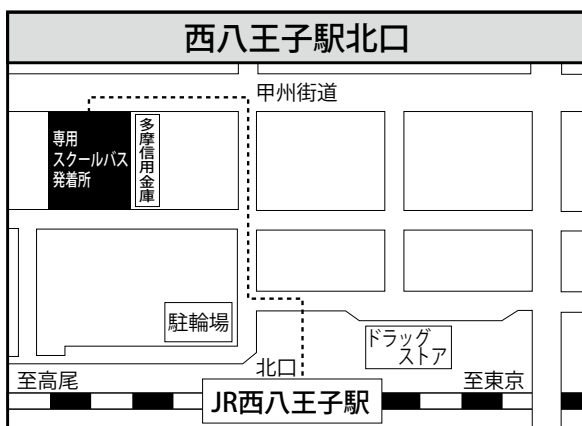 西八王子駅北口
甲州街道
専用
スクールバス
発着所
多摩信用金庫
駐輪場
ドラッグ
ストア
北口
至高尾
至東京
JR西八王子駅